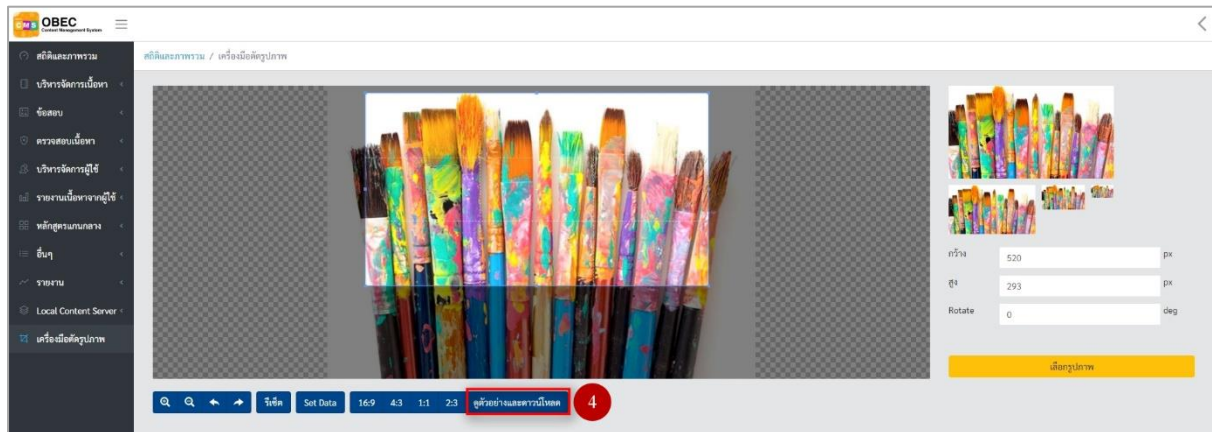 CMS OBEC
Content Management System
สถิติและภาพรวม
บริหารจัดการเนื้อหา
ข้อสอบ
ตรวจสอบเนื้อหา
บริหารจัดการผู้ใช้
รายงานเนื้อหาจากผู้ใช้
หลักสูตรแกนกลาง
อื่นๆ
รายงาน
Local Content Server
เครื่องมือตัดรูปภาพ
สถิติและภาพรวม / เครื่องมือตัดรูปภาพ
กว้าง 520 px
สูง 293 px
Rotate 0 deg
เลือกรูปภาพ
รีเซ็ต Set Data 16:9 4:3 1:1 2:3 ดูตัวอย่างและดาวน์โหลด 4